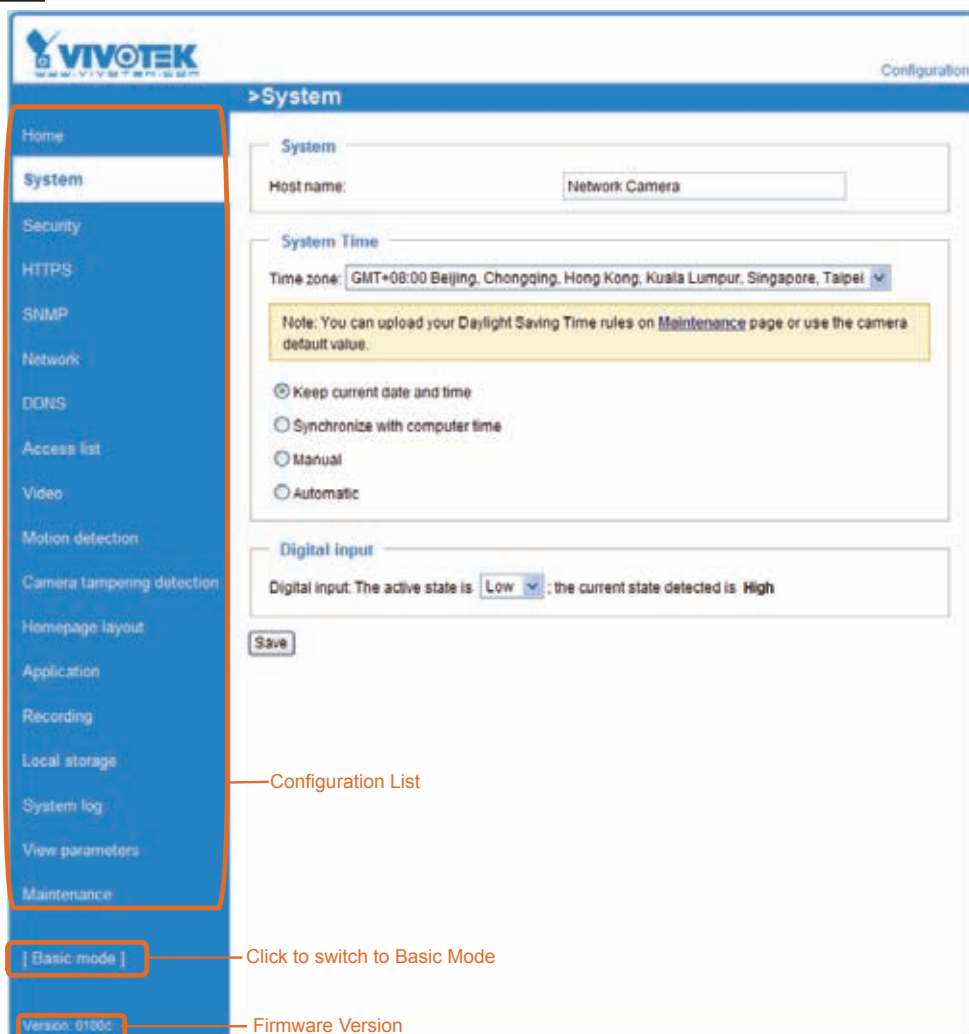 VIVOTEK
WWW.VIVOTEK.COM
Configuration
>System
Home
System
Security
HTTPS
SNMP
Network
DDNS
Access list
Video
Motion detection
Camera tampering detection
Homepage layout
Application
Recording
Local storage
System log
View parameters
Maintenance
[ Basic mode ]
Version: 0100c
System
Host name: Network Camera
System Time
Time zone: GMT+08:00 Beijing, Chongqing, Hong Kong, Kuala Lumpur, Singapore, Taipei
Note: You can upload your Daylight Saving Time rules on Maintenance page or use the camera
default value.
Keep current date and time
Synchronize with computer time
Manual
Automatic
Digital input
Digital input: The active state is Low ; the current state detected is High
Save
Configuration List
Click to switch to Basic Mode
Firmware Version